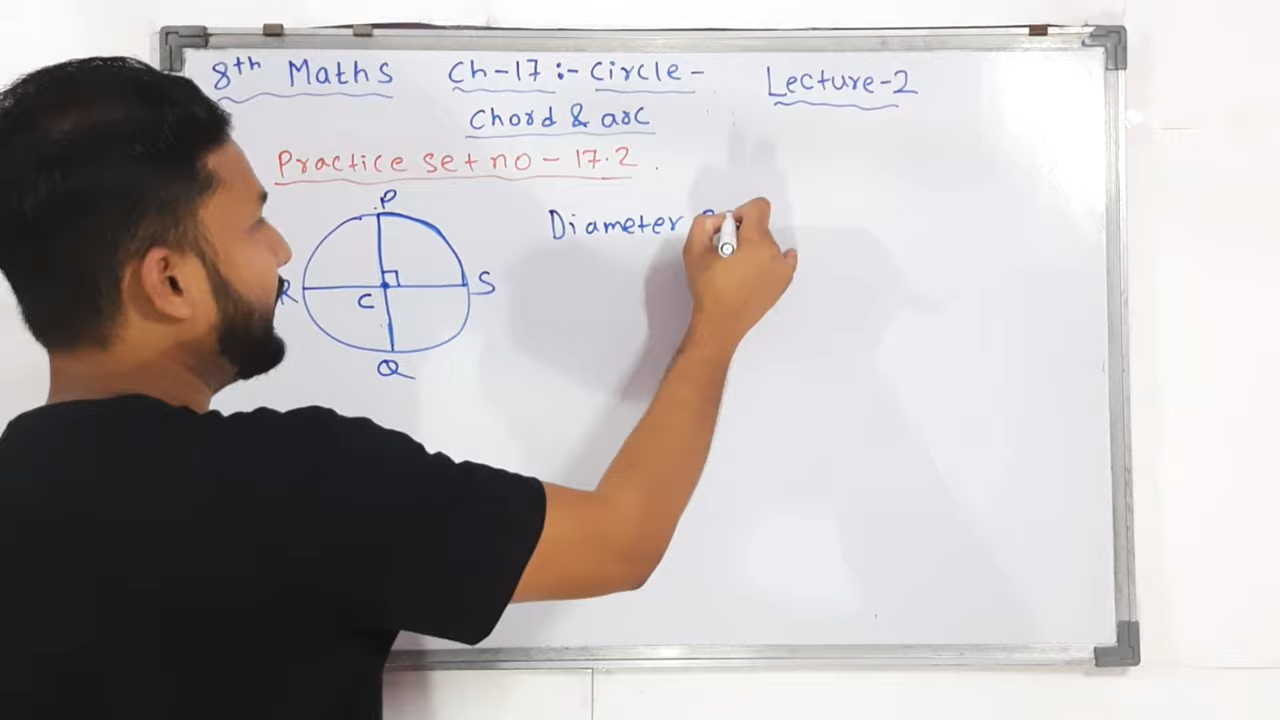 8th Maths Ch-17 :- Circle - Lecture-2
Chord & arc
Practice set no - 17.2 .
P
Diameter
R C S
Q